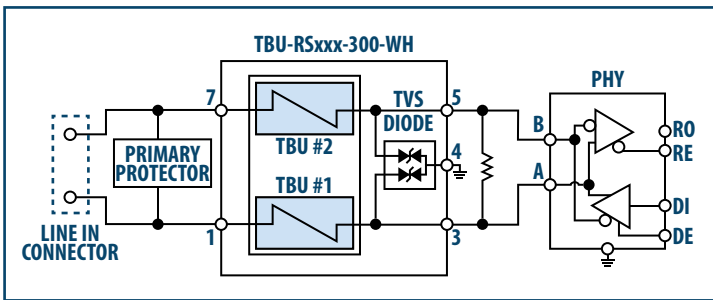 TBU-RSxxx-300-WH
7
TBU #2
TVS
DIODE
5
4
PRIMARY
PROTECTOR
TBU #1
1
3
LINE IN
CONNECTOR
PHY
B
A
RO
RE
DI
DE